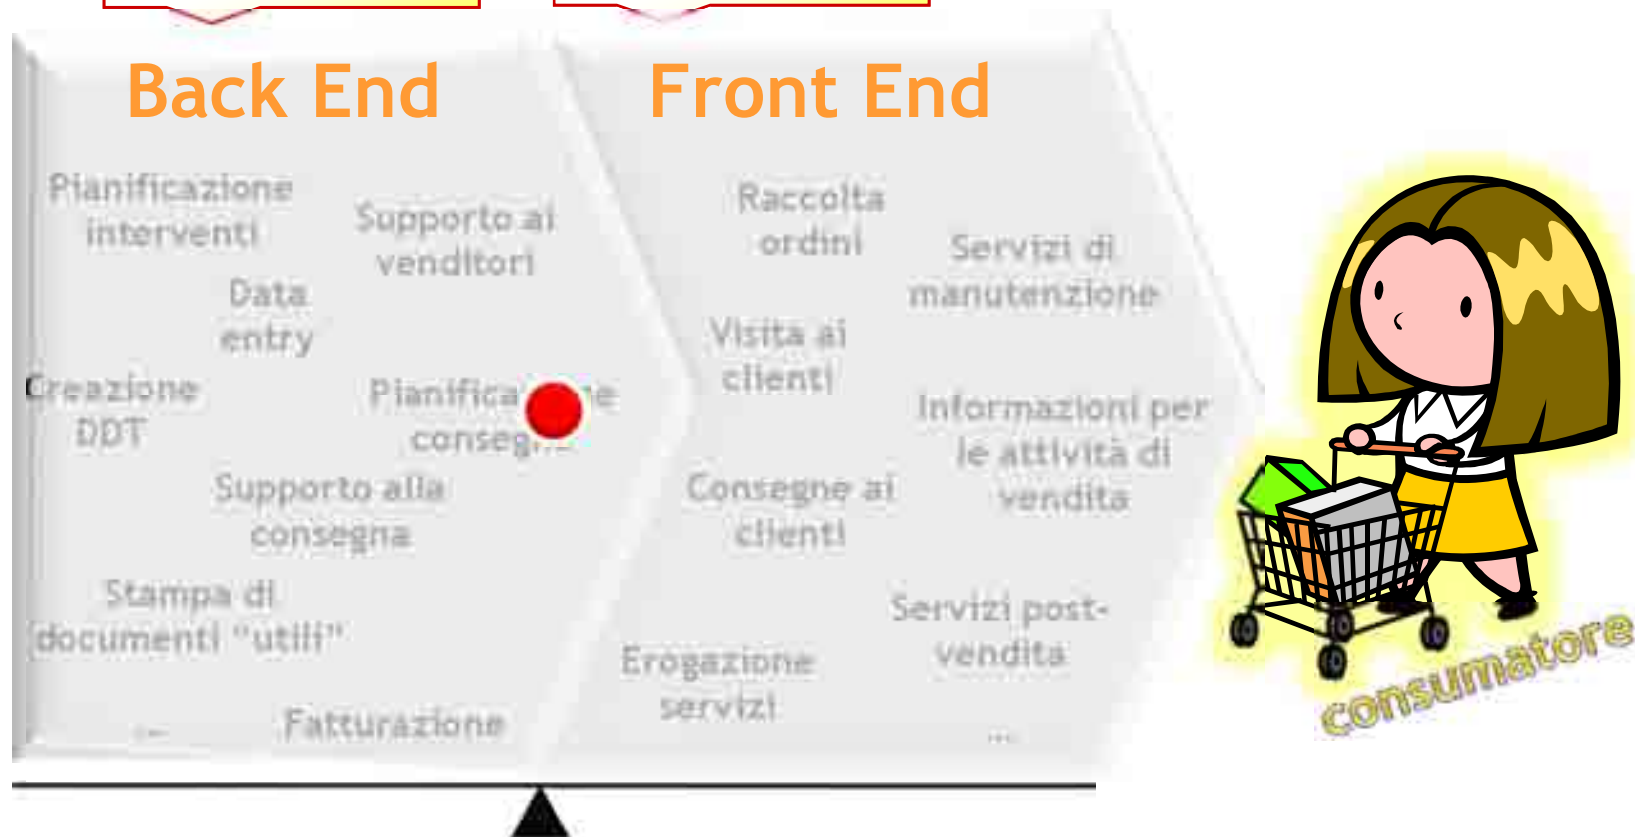 Back End
Pianificazione
interventi
Supporto ai
venditori
Data
entry
Creazione
DDT
Supporto alla
consegna
Stampa di
documenti "utili"
Fatturazione
...
Front End
Raccolta
ordini
Servizi di
manutenzione
Visita ai
clienti
Informazioni per
le attività di
vendita
Consegne ai
clienti
Servizi post-
vendita
Erogazione
servizi
...
consumatore